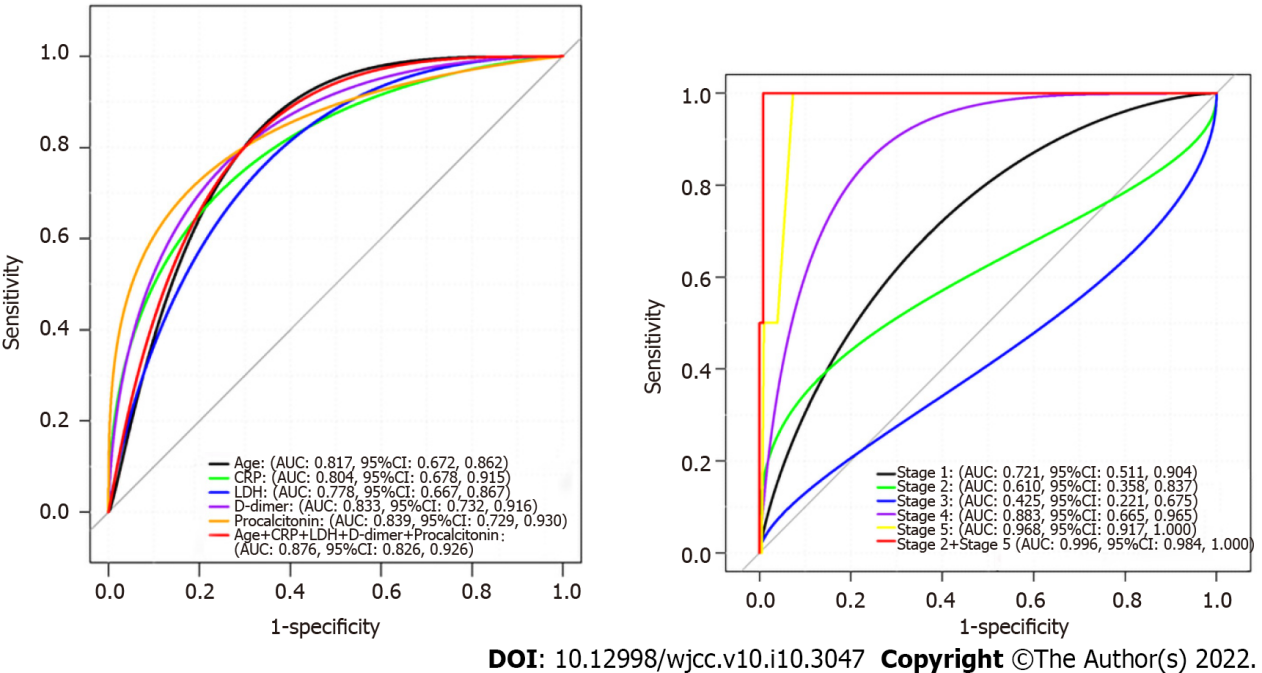 1.0
0.8
0.6
0.4
0.2
0.0
Sensitivity
Age: (AUC: 0.817, 95%CI: 0.672, 0.862)
CRP: (AUC: 0.804, 95%CI: 0.678, 0.915)
LDH: (AUC: 0.778, 95%CI: 0.667, 0.867)
D-dimer: (AUC: 0.833, 95%CI: 0.732, 0.916)
Procalcitonin: (AUC: 0.839, 95%CI: 0.729, 0.930)
Age+CRP+LDH+D-dimer+Procalcitonin:
(AUC: 0.876, 95%CI: 0.826, 0.926)
0.0 0.2 0.4 0.6 0.8 1.0
1-specificity
1.0
0.8
0.6
0.4
0.2
0.0
Sensitivity
Stage 1: (AUC: 0.721, 95%CI: 0.511, 0.904)
Stage 2: (AUC: 0.610, 95%CI: 0.358, 0.837)
Stage 3: (AUC: 0.425, 95%CI: 0.221, 0.675)
Stage 4: (AUC: 0.883, 95%CI: 0.665, 0.965)
Stage 5: (AUC: 0.968, 95%CI: 0.917, 1.000)
Stage 2+Stage 5 (AUC: 0.996, 95%CI: 0.984, 1.000)
0.0 0.2 0.4 0.6 0.8 1.0
1-specificity
DOI: 10.12998/wjcc.v10.i10.3047 Copyright ©The Author(s) 2022.